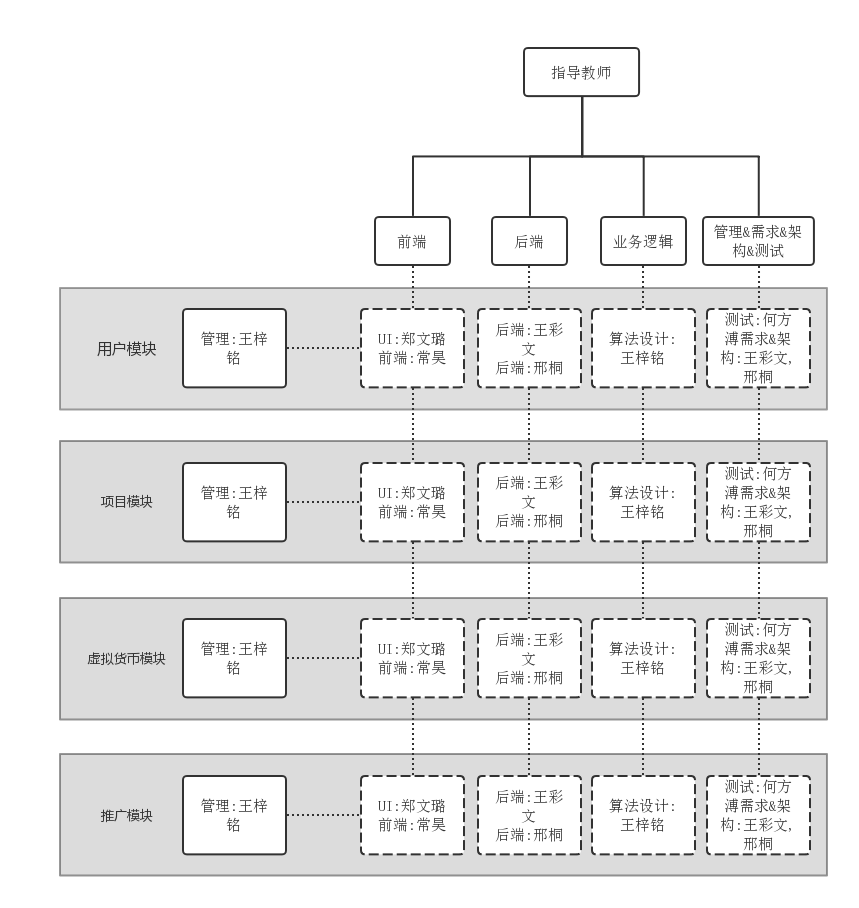 指导教师
前端
后端
业务逻辑
管理&需求&架
构&测试
用户模块
管理:王梓
铭
UI:郑文璐
前端:常昊
后端:王彩
文
后端:邢桐
算法设计:
王梓铭
测试:何方
溥需求&架
构:王彩文,
邢桐
项目模块
管理:王梓
铭
UI:郑文璐
前端:常昊
后端:王彩
文
后端:邢桐
算法设计:
王梓铭
测试:何方
溥需求&架
构:王彩文,
邢桐
虚拟货币模块
管理:王梓
铭
UI:郑文璐
前端:常昊
后端:王彩
文
后端:邢桐
算法设计:
王梓铭
测试:何方
溥需求&架
构:王彩文,
邢桐
推广模块
管理:王梓
铭
UI:郑文璐
前端:常昊
后端:王彩
文
后端:邢桐
算法设计:
王梓铭
测试:何方
溥需求&架
构:王彩文,
邢桐